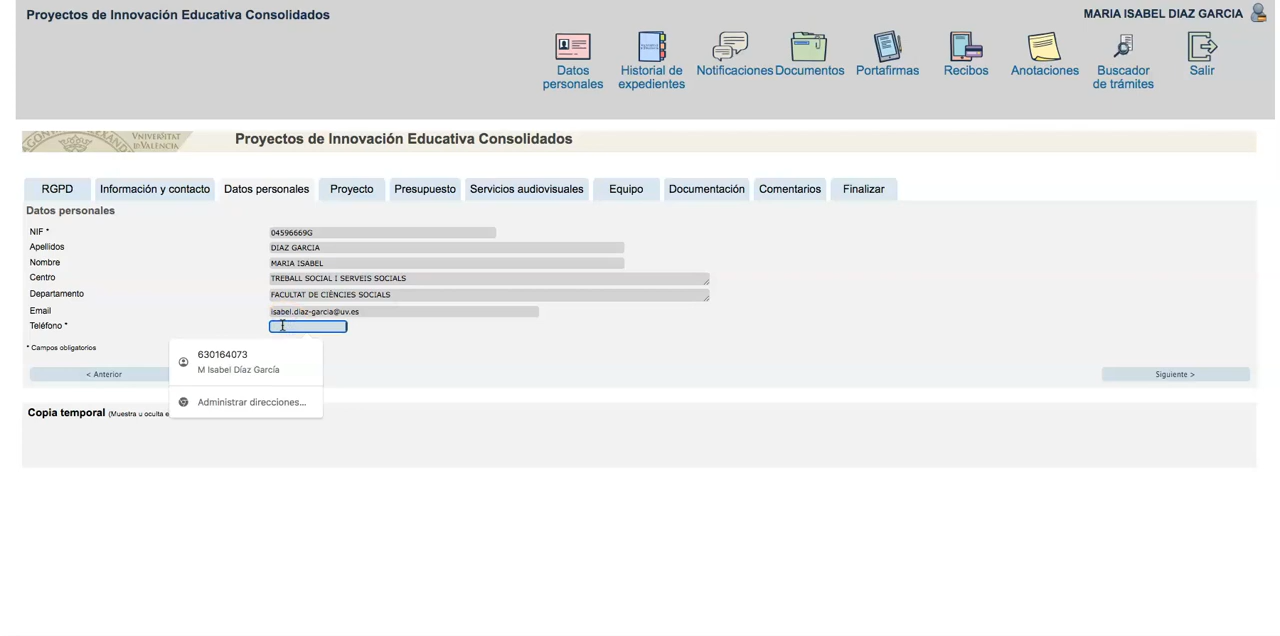 Proyectos de Innovación Educativa Consolidados
MARIA ISABEL DIAZ GARCIA
Datos personales
Historial de expedientes
Notificaciones
Documentos
Portafirmas
Recibos
Anotaciones
Buscador de trámites
Salir
VNIVERSITAT
Proyectos de Innovación Educativa Consolidados
RGPD
Información y contacto
Datos personales
Proyecto
Presupuesto
Servicios audiovisuales
Equipo
Documentación
Comentarios
Finalizar
Datos personales
NIF * 04596669G
Apellidos DIAZ GARCIA
Nombre MARIA ISABEL
Centro TREBALL SOCIAL I SERVEIS SOCIALS
Departamento FACULTAT DE CIÈNCIES SOCIALS
Email isabel.diaz-garcia@uv.es
Teléfono *
* Campos obligatorios
630164073
M Isabel Díaz García
< Anterior
Siguiente >
Administrar direcciones...
Copia temporal (Muestra u oculta